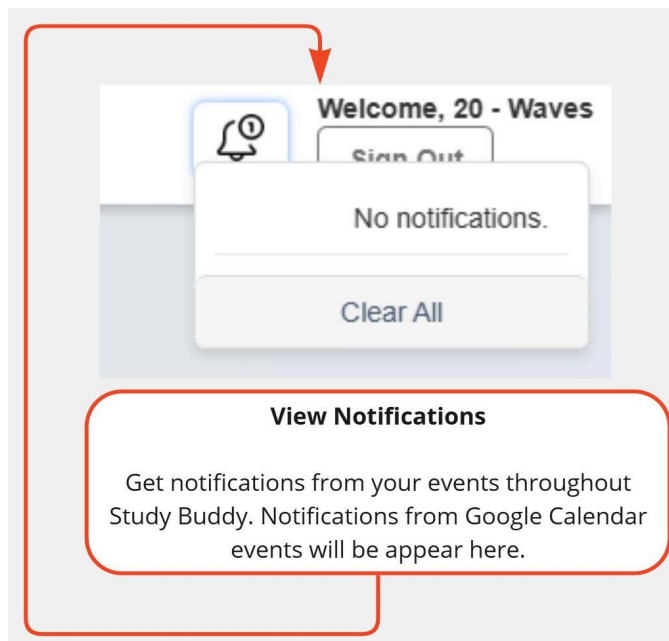 Welcome, 20 - Waves
1
Sign Out
No notifications.
Clear All
View Notifications
Get notifications from your events throughout
Study Buddy. Notifications from Google Calendar
events will be appear here.